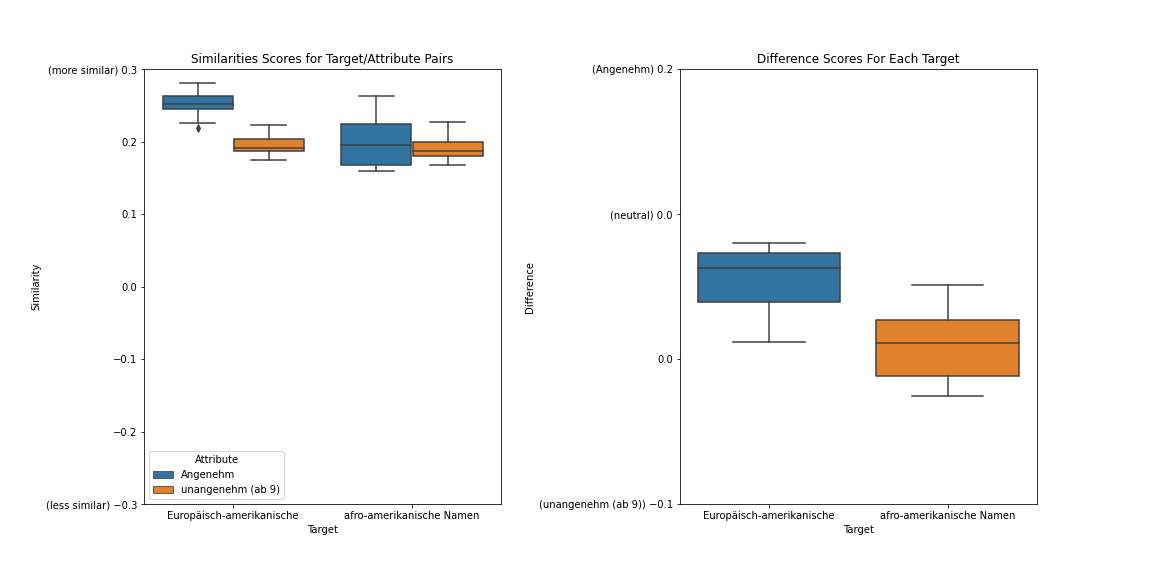 Similarities Scores for Target/Attribute Pairs
(more similar) 0.3
0.2
0.1
0.0
−0.1
−0.2
(less similar) −0.3
Similarity
Attribute
Angenehm
unangenehm (ab 9)
Europäisch-amerikanische
afro-amerikanische Namen
Target
Difference Scores For Each Target
(Angenehm) 0.2
(neutral) 0.0
0.0
(unangenehm (ab 9)) −0.1
Difference
Europäisch-amerikanische
afro-amerikanische Namen
Target